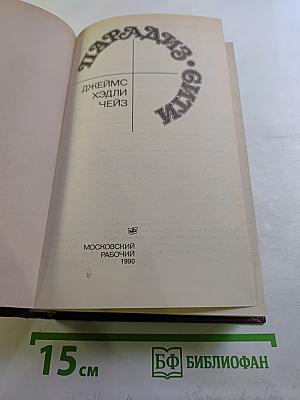 ПАРАДИЗ•СИТИ
ДЖЕЙМС
ХЭДЛИ
ЧЕЙЗ
МОСКОВСКИЙ
РАБОЧИЙ
1990
15 см
БФ БИБЛИОФАН